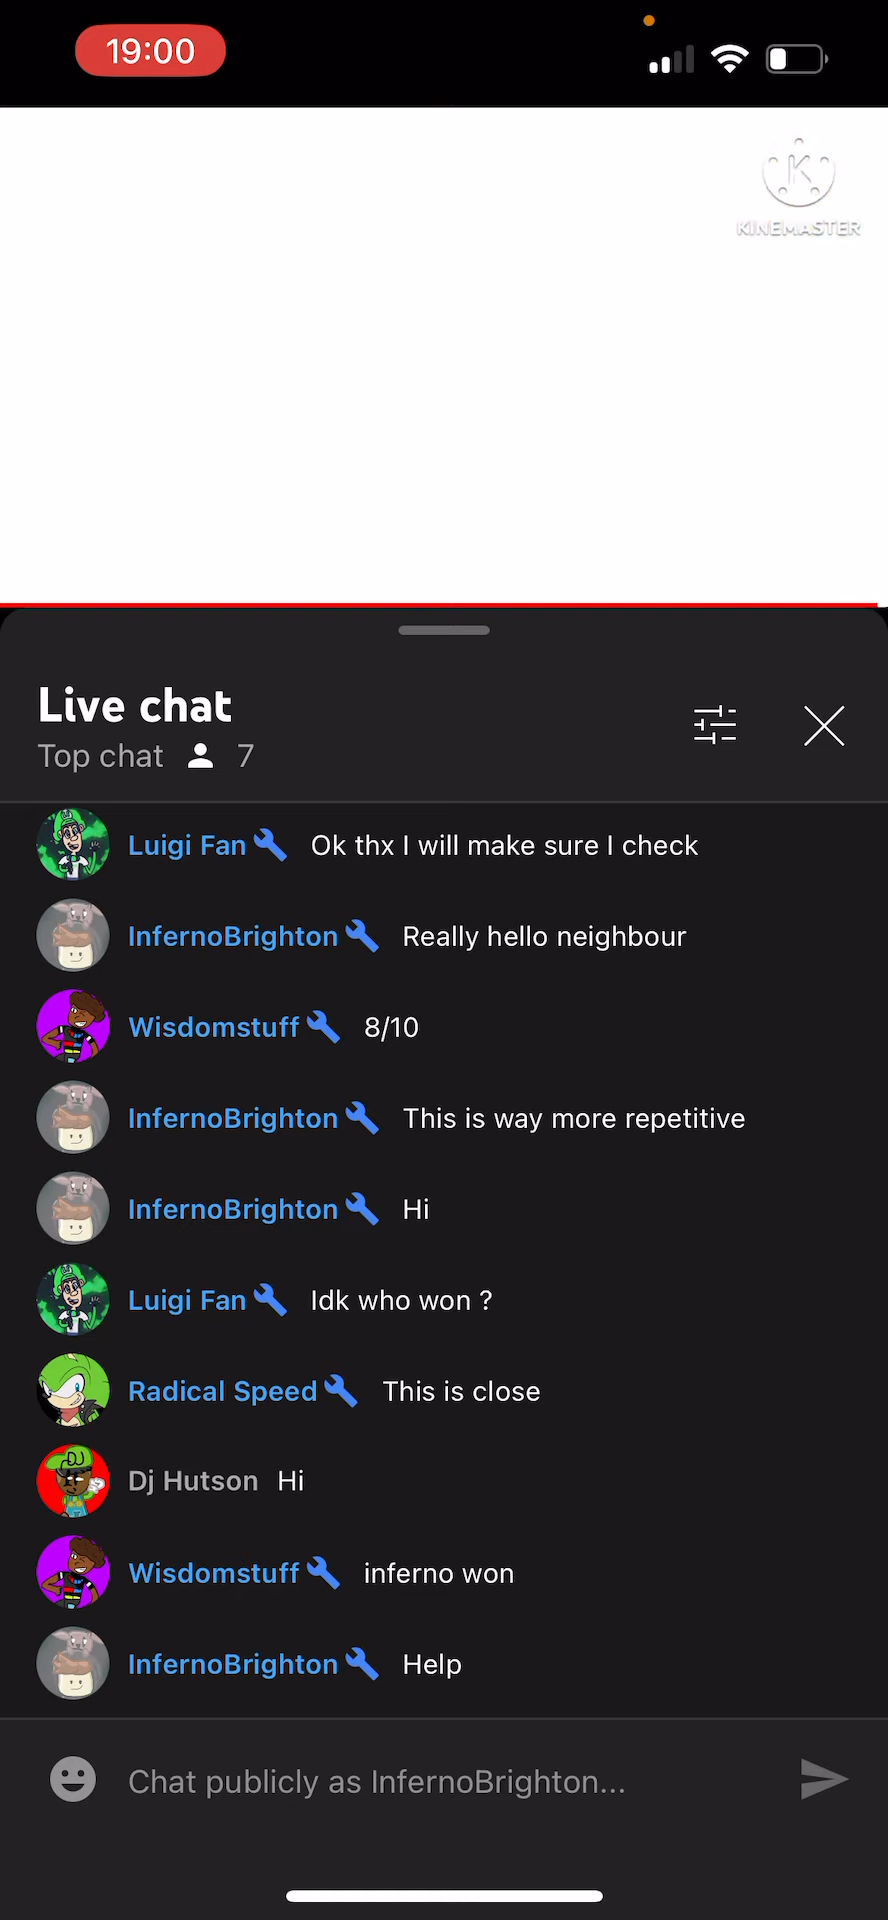 19:00
K
KINEMASTER
Live chat
Top chat 7
Luigi Fan Ok thx I will make sure I check
InfernoBrighton Really hello neighbour
Wisdomstuff 8/10
InfernoBrighton This is way more repetitive
InfernoBrighton Hi
Luigi Fan Idk who won ?
Radical Speed This is close
Dj Hutson Hi
Wisdomstuff inferno won
InfernoBrighton Help
Chat publicly as InfernoBrighton...